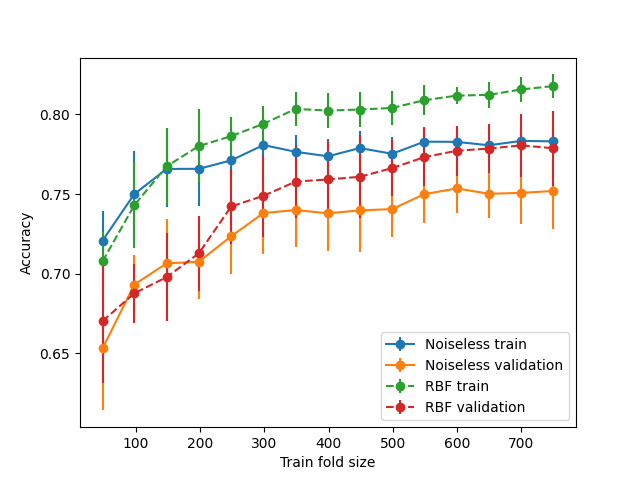 0.80
0.75
0.70
0.65
Accuracy
100 200 300 400 500 600 700
Train fold size
Noiseless train
Noiseless validation
RBF train
RBF validation